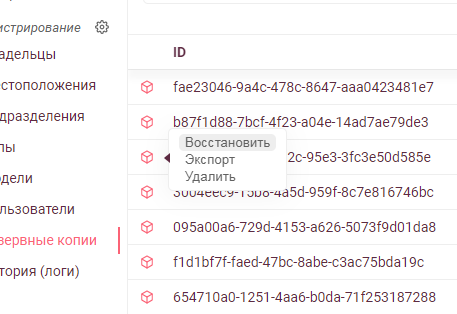 истрирование
ID
адельцы
fae23046-9a4c-478c-8647-aaa0423481e7
естоположения
b87f1d88-7bcf-4f23-a04e-14ad7ae79de3
дразделения
Восстановить
пы
Экспорт
2c-95e3-3fc3e50d585e
Удалить
дели
3004eec9-15b8-4a5d-959f-8c7e816746bc
льзователи
095a00a6-729d-4153-a626-5073f9d01da8
зервные копии
f1d1bf7f-faed-47bc-8abe-c3ac75bda19c
тория (логи)
654710a0-1251-4aa6-b0da-71f253187288